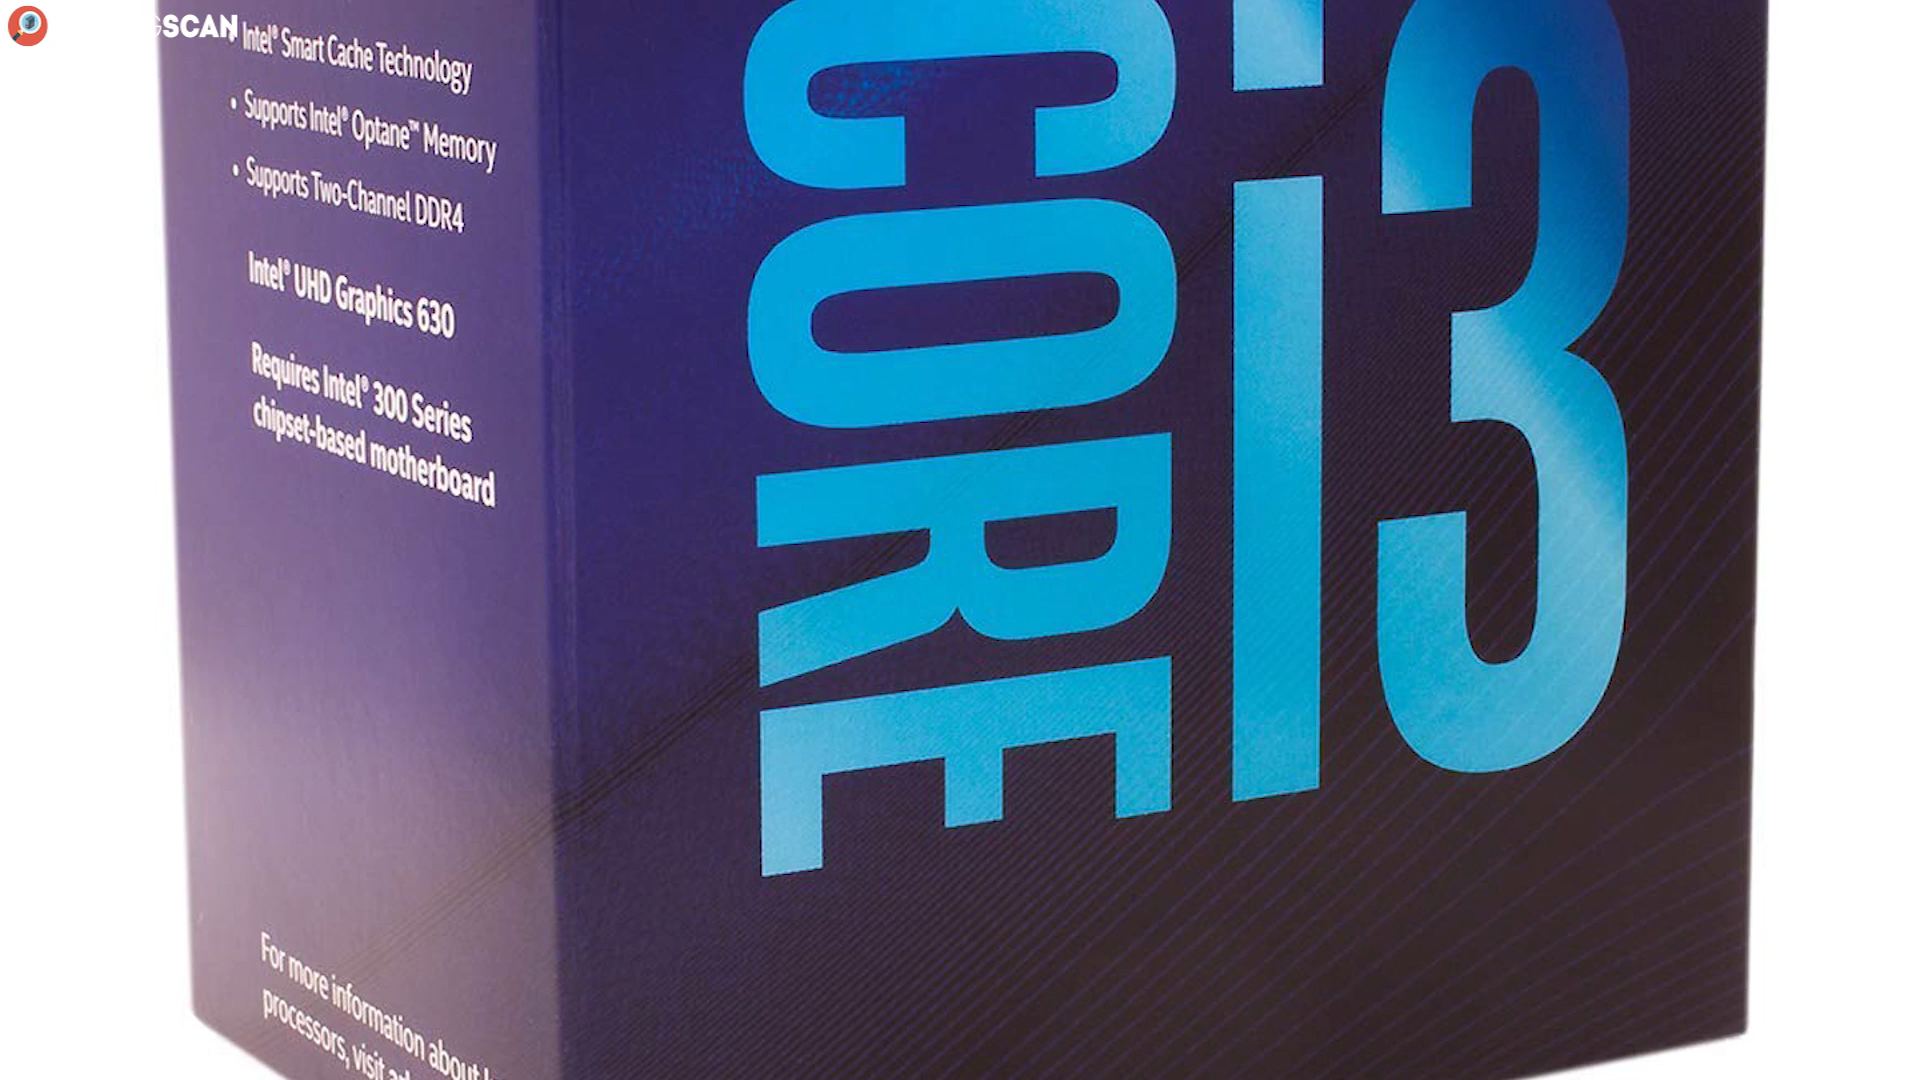 SCAN
Intel® Smart Cache Technology
• Supports Intel® Optane™ Memory
• Supports Two-Channel DDR4
Intel® UHD Graphics 630
Requires Intel® 300 Series
chipset-based motherboard
For more information about
processors, visit
CORE
i3